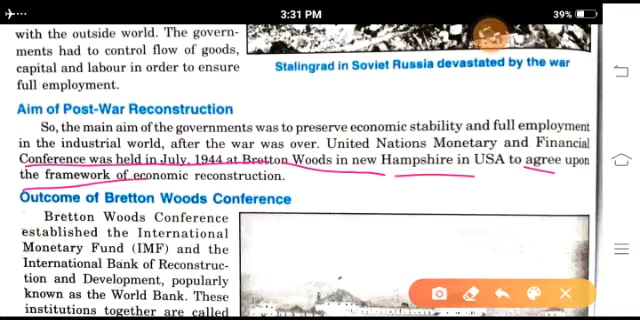 3:31 PM
39%
with the outside world. The govern-
ments had to control flow of goods,
capital and labour in order to ensure
full employment.
Stalingrad in Soviet Russia devastated by the war
Aim of Post-War Reconstruction
So, the main aim of the governments was to preserve economic stability and full employment
in the industrial world, after the war was over. United Nations Monetary and Financial
Conference was held in July, 1944 at Bretton Woods in new Hampshire in USA to agree upon
the framework of economic reconstruction.
Outcome of Bretton Woods Conference
Bretton Woods Conference
established the International
Monetary Fund (IMF) and the
International Bank of Reconstruc-
tion and Development, popularly
known as the World Bank. These
institutions together are called